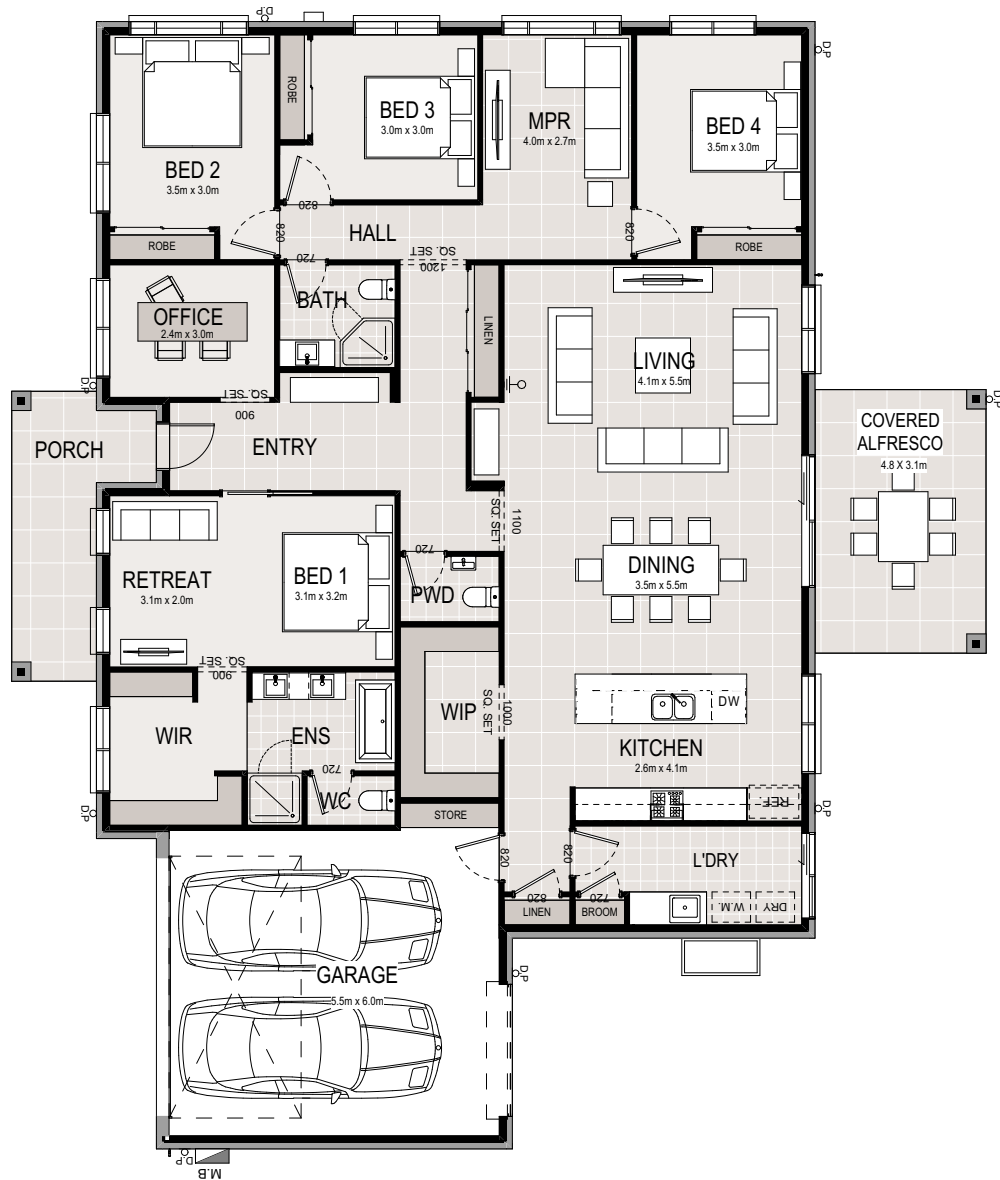 D.P
D.P
BED 2
3.5m x 3.0m
ROBE
ROBE
BED 3
3.0m x 3.0m
MPR
4.0m x 2.7m
BED 4
3.5m x 3.0m
ROBE
820
820
HALL
720
SQ. SET
1200
820
BATH
OFFICE
2.4m x 3.0m
LINEN
LIVING
4.1m x 5.5m
D.P
SQ. SET
900
D.P
PORCH
ENTRY
COVERED
ALFRESCO
4.8 X 3.1m
SQ. SET
1100
RETREAT
3.1m x 2.0m
BED 1
3.1m x 3.2m
720
PWD
DINING
3.5m x 5.5m
SQ. SET
900
WIR
ENS
WIP
SQ. SET
1000
DW
KITCHEN
2.6m x 4.1m
720
WC
REF.
D.P
D.P
STORE
820
820
L'DRY
820
720
LINEN
BROOM
W.M.
DRY
GARAGE
5.5m x 6.0m
D.P
D.P
M.B